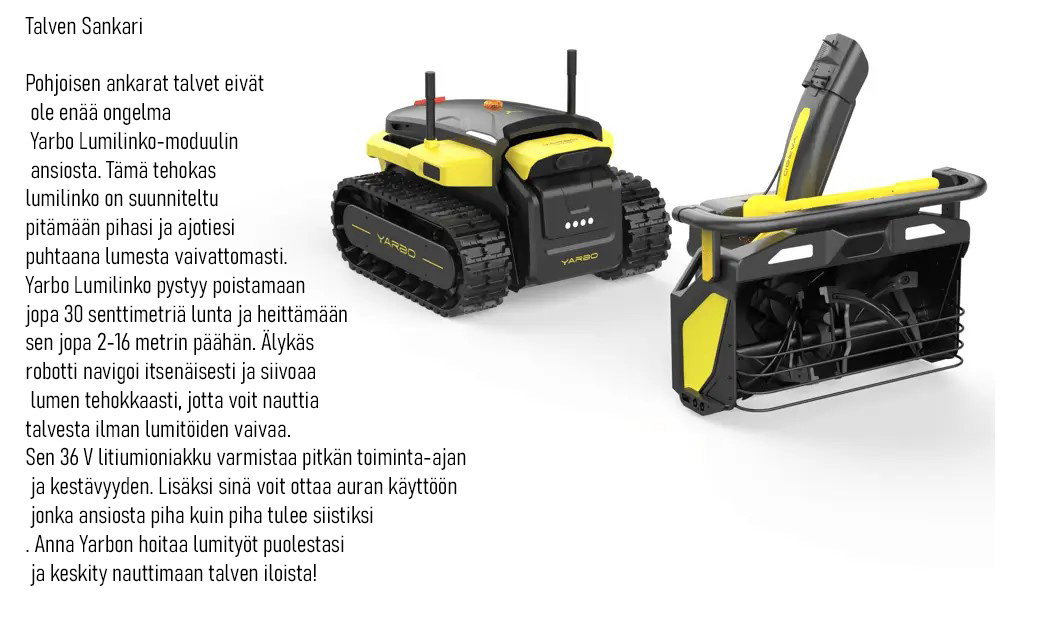 Talven Sankari
Pohjoisen ankarat talvet eivät
ole enää ongelma
Yarbo Lumilinko-moduulin
ansiosta. Tämä tehokas
lumilinko on suunniteltu
pitämään pihasi ja ajotiesi
puhtaana lumesta vaivattomasti.
Yarbo Lumilinko pystyy poistamaan
jopa 30 senttimetriä lunta ja heittämään
sen jopa 2-16 metrin päähän. Älykäs
robotti navigoi itsenäisesti ja siivoaa
lumen tehokkaasti, jotta voit nauttia
talvesta ilman lumitöiden vaivaa.
Sen 36 V litiumioniakku varmistaa pitkän toiminta-ajan
ja kestävyyden. Lisäksi sinä voit ottaa auran käyttöön
jonka ansiosta piha kuin piha tulee siistiksi
. Anna Yarbon hoitaa lumityöt puolestasi
ja keskity nauttimaan talven iloista!
YARBO
YARBO
YARBO